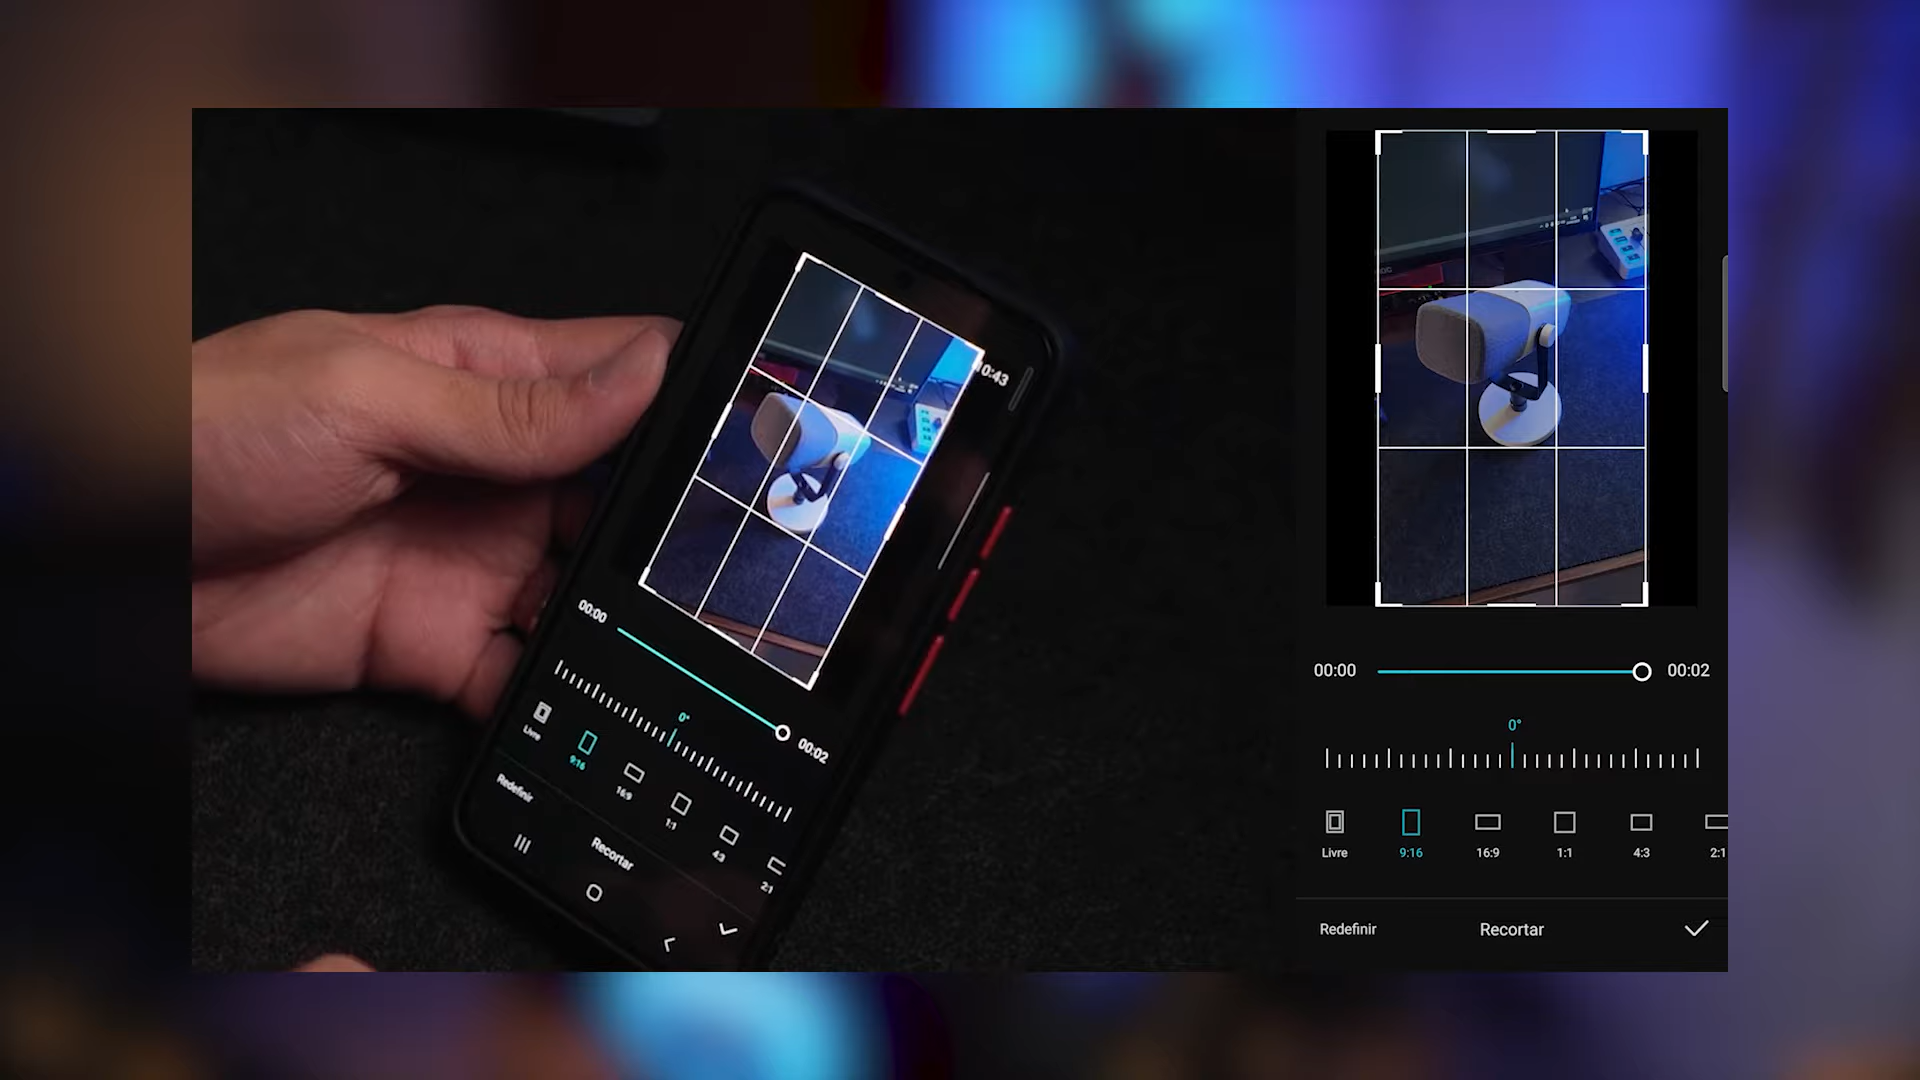 10:43
00:00
00:02
0°
Livre
9:16
16:9
1:1
4:3
2:1
Redefinir
Recortar
00:00
00:02
0°
Livre
9:16
16:9
1:1
4:3
2:1
Redefinir
Recortar